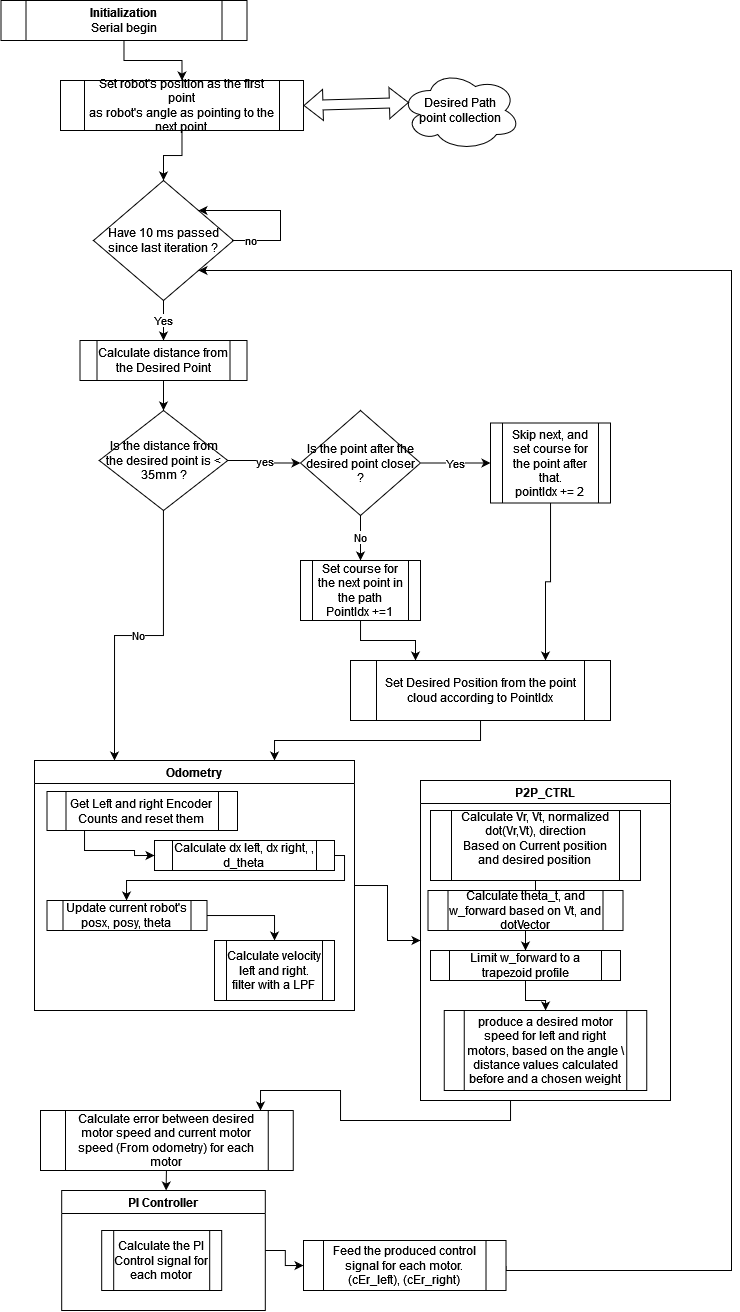 Initialization
Serial begin
Set robot's position as the first
point
as robot's angle as pointing to the
next point
Desired Path
point collection
Have 10 ms passed
since last iteration ?
no
Yes
Calculate distance from
the Desired Point
Is the distance from
the desired point is <
35mm ?
yes
Is the point after the
desired point closer
?
Yes
Skip next, and
set course for
the point after
that.
pointIdx += 2
No
Set course for
the next point in
the path
PointIdx +=1
No
Set Desired Position from the point
cloud according to PointIdx
Odometry
Get Left and right Encoder
Counts and reset them
Calculate dx left, dx right, ,
d_theta
Update current robot's
posx, posy, theta
Calculate velocity
left and right.
filter with a LPF
P2P_CTRL
Calculate Vr, Vt, normalized
dot(Vr,Vt), direction
Based on Current position
and desired position
Calculate theta_t, and
w_forward based on Vt, and
dotVector
Limit w_forward to a
trapezoid profile
produce a desired motor
speed for left and right
motors, based on the angle \
distance values calculated
before and a chosen weight
Calculate error between desired
motor speed and current motor
speed (From odometry) for each
motor
PI Controller
Calculate the PI
Control signal for
each motor
Feed the produced control
signal for each motor.
(cEr_left), (cEr_right)